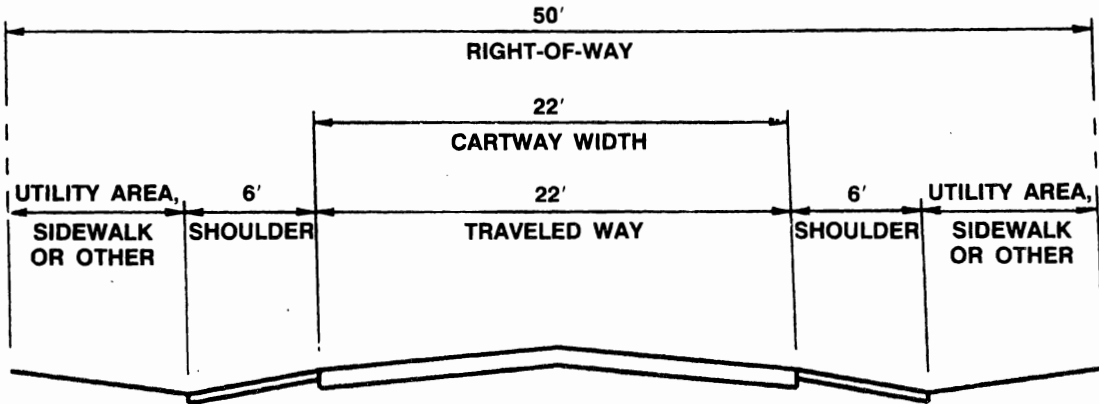 50′
RIGHT-OF-WAY
22′
CARTWAY WIDTH
UTILITY AREA,
SIDEWALK
OR OTHER
6′
SHOULDER
22′
TRAVELED WAY
6′
SHOULDER
UTILITY AREA,
SIDEWALK
OR OTHER